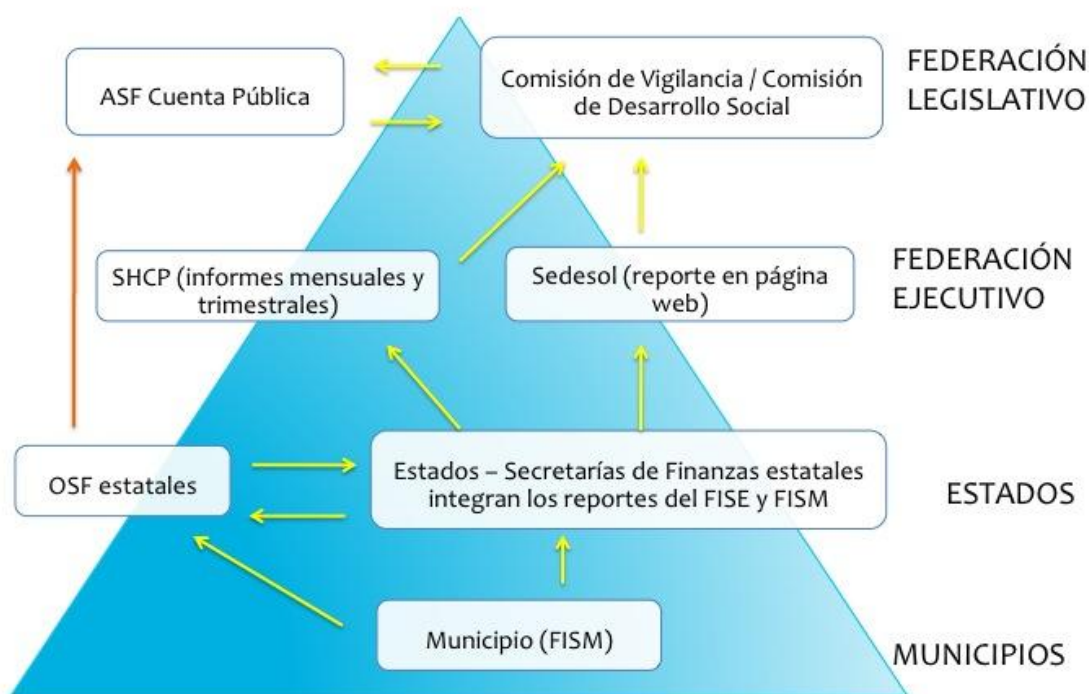 ASF Cuenta Pública
Comisión de Vigilancia / Comisión
de Desarrollo Social
FEDERACIÓN
LEGISLATIVO
SHCP (informes mensuales y
trimestrales)
Sedesol (reporte en página
web)
FEDERACIÓN
EJECUTIVO
OSF estatales
Estados – Secretarías de Finanzas estatales
integran los reportes del FISE y FISM
ESTADOS
Municipio (FISM)
MUNICIPIOS